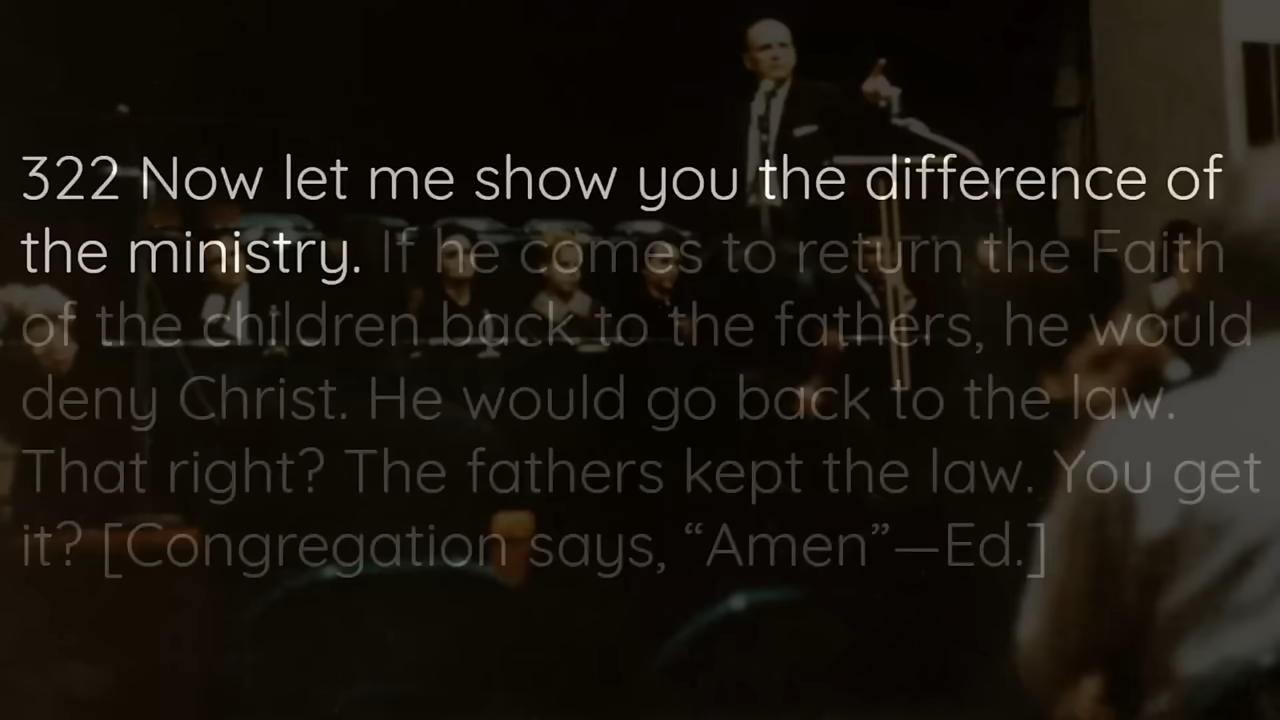 322 Now let me show you the difference of
the ministry. If he comes to return the Faith
of the children back to the fathers, he would
deny Christ. He would go back to the law.
That right? The fathers kept the law. You get
it? [Congregation says, “Amen”—Ed.]